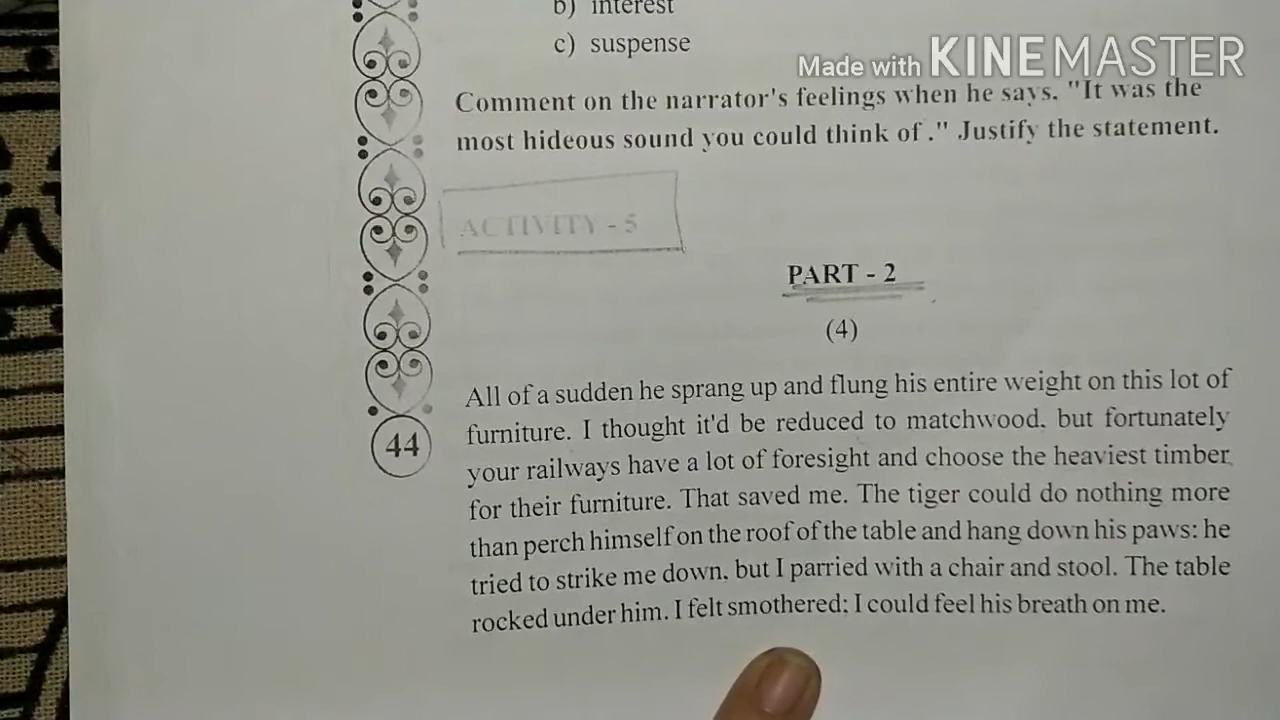 b) interest
c) suspense
Made with KINEMASTER
Comment on the narrator's feelings when he says. "It was the
most hideous sound you could think of ." Justify the statement.
ACTIVITY - 5
PART - 2
(4)
All of a sudden he sprang up and flung his entire weight on this lot of
furniture. I thought it'd be reduced to matchwood, but fortunately
your railways have a lot of foresight and choose the heaviest timber
for their furniture. That saved me. The tiger could do nothing more
than perch himself on the roof of the table and hang down his paws: he
tried to strike me down, but I parried with a chair and stool. The table
rocked under him. I felt smothered; I could feel his breath on me.
44